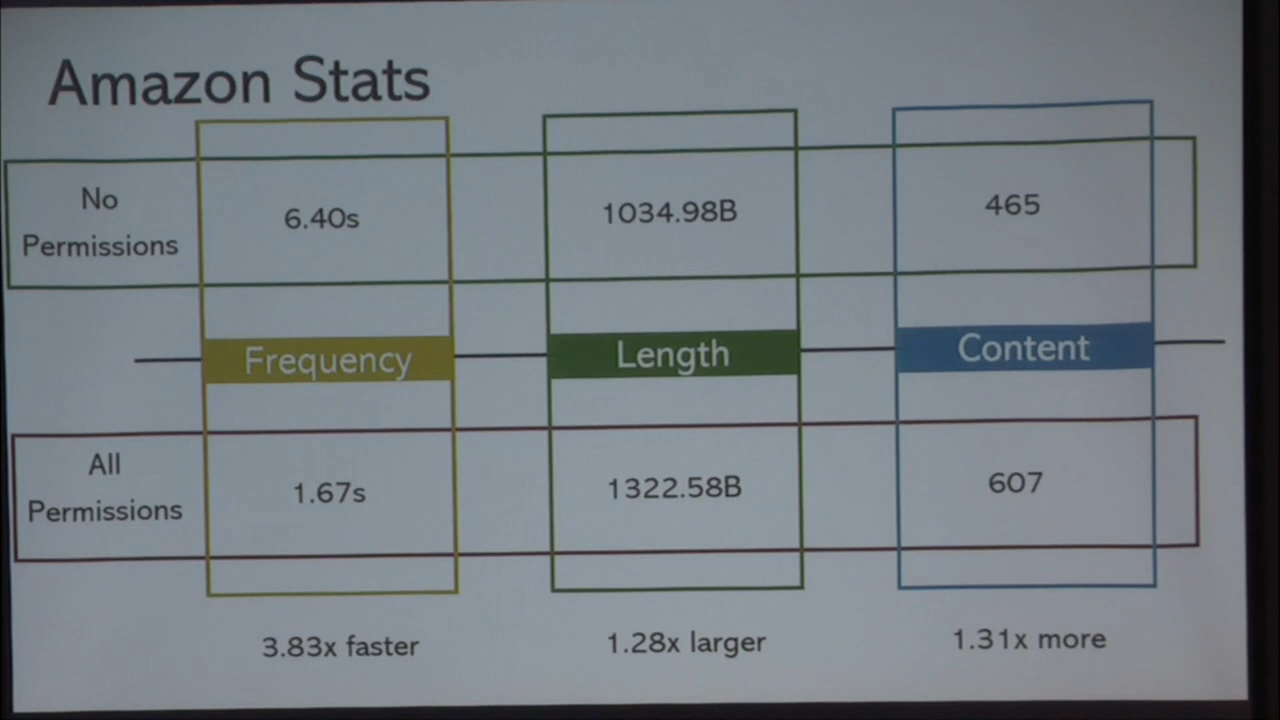 Amazon Stats
No
Permissions
6.40s
1034.98B
465
Frequency
Length
Content
All
Permissions
1.67s
1322.58B
607
3.83x faster
1.28x larger
1.31x more